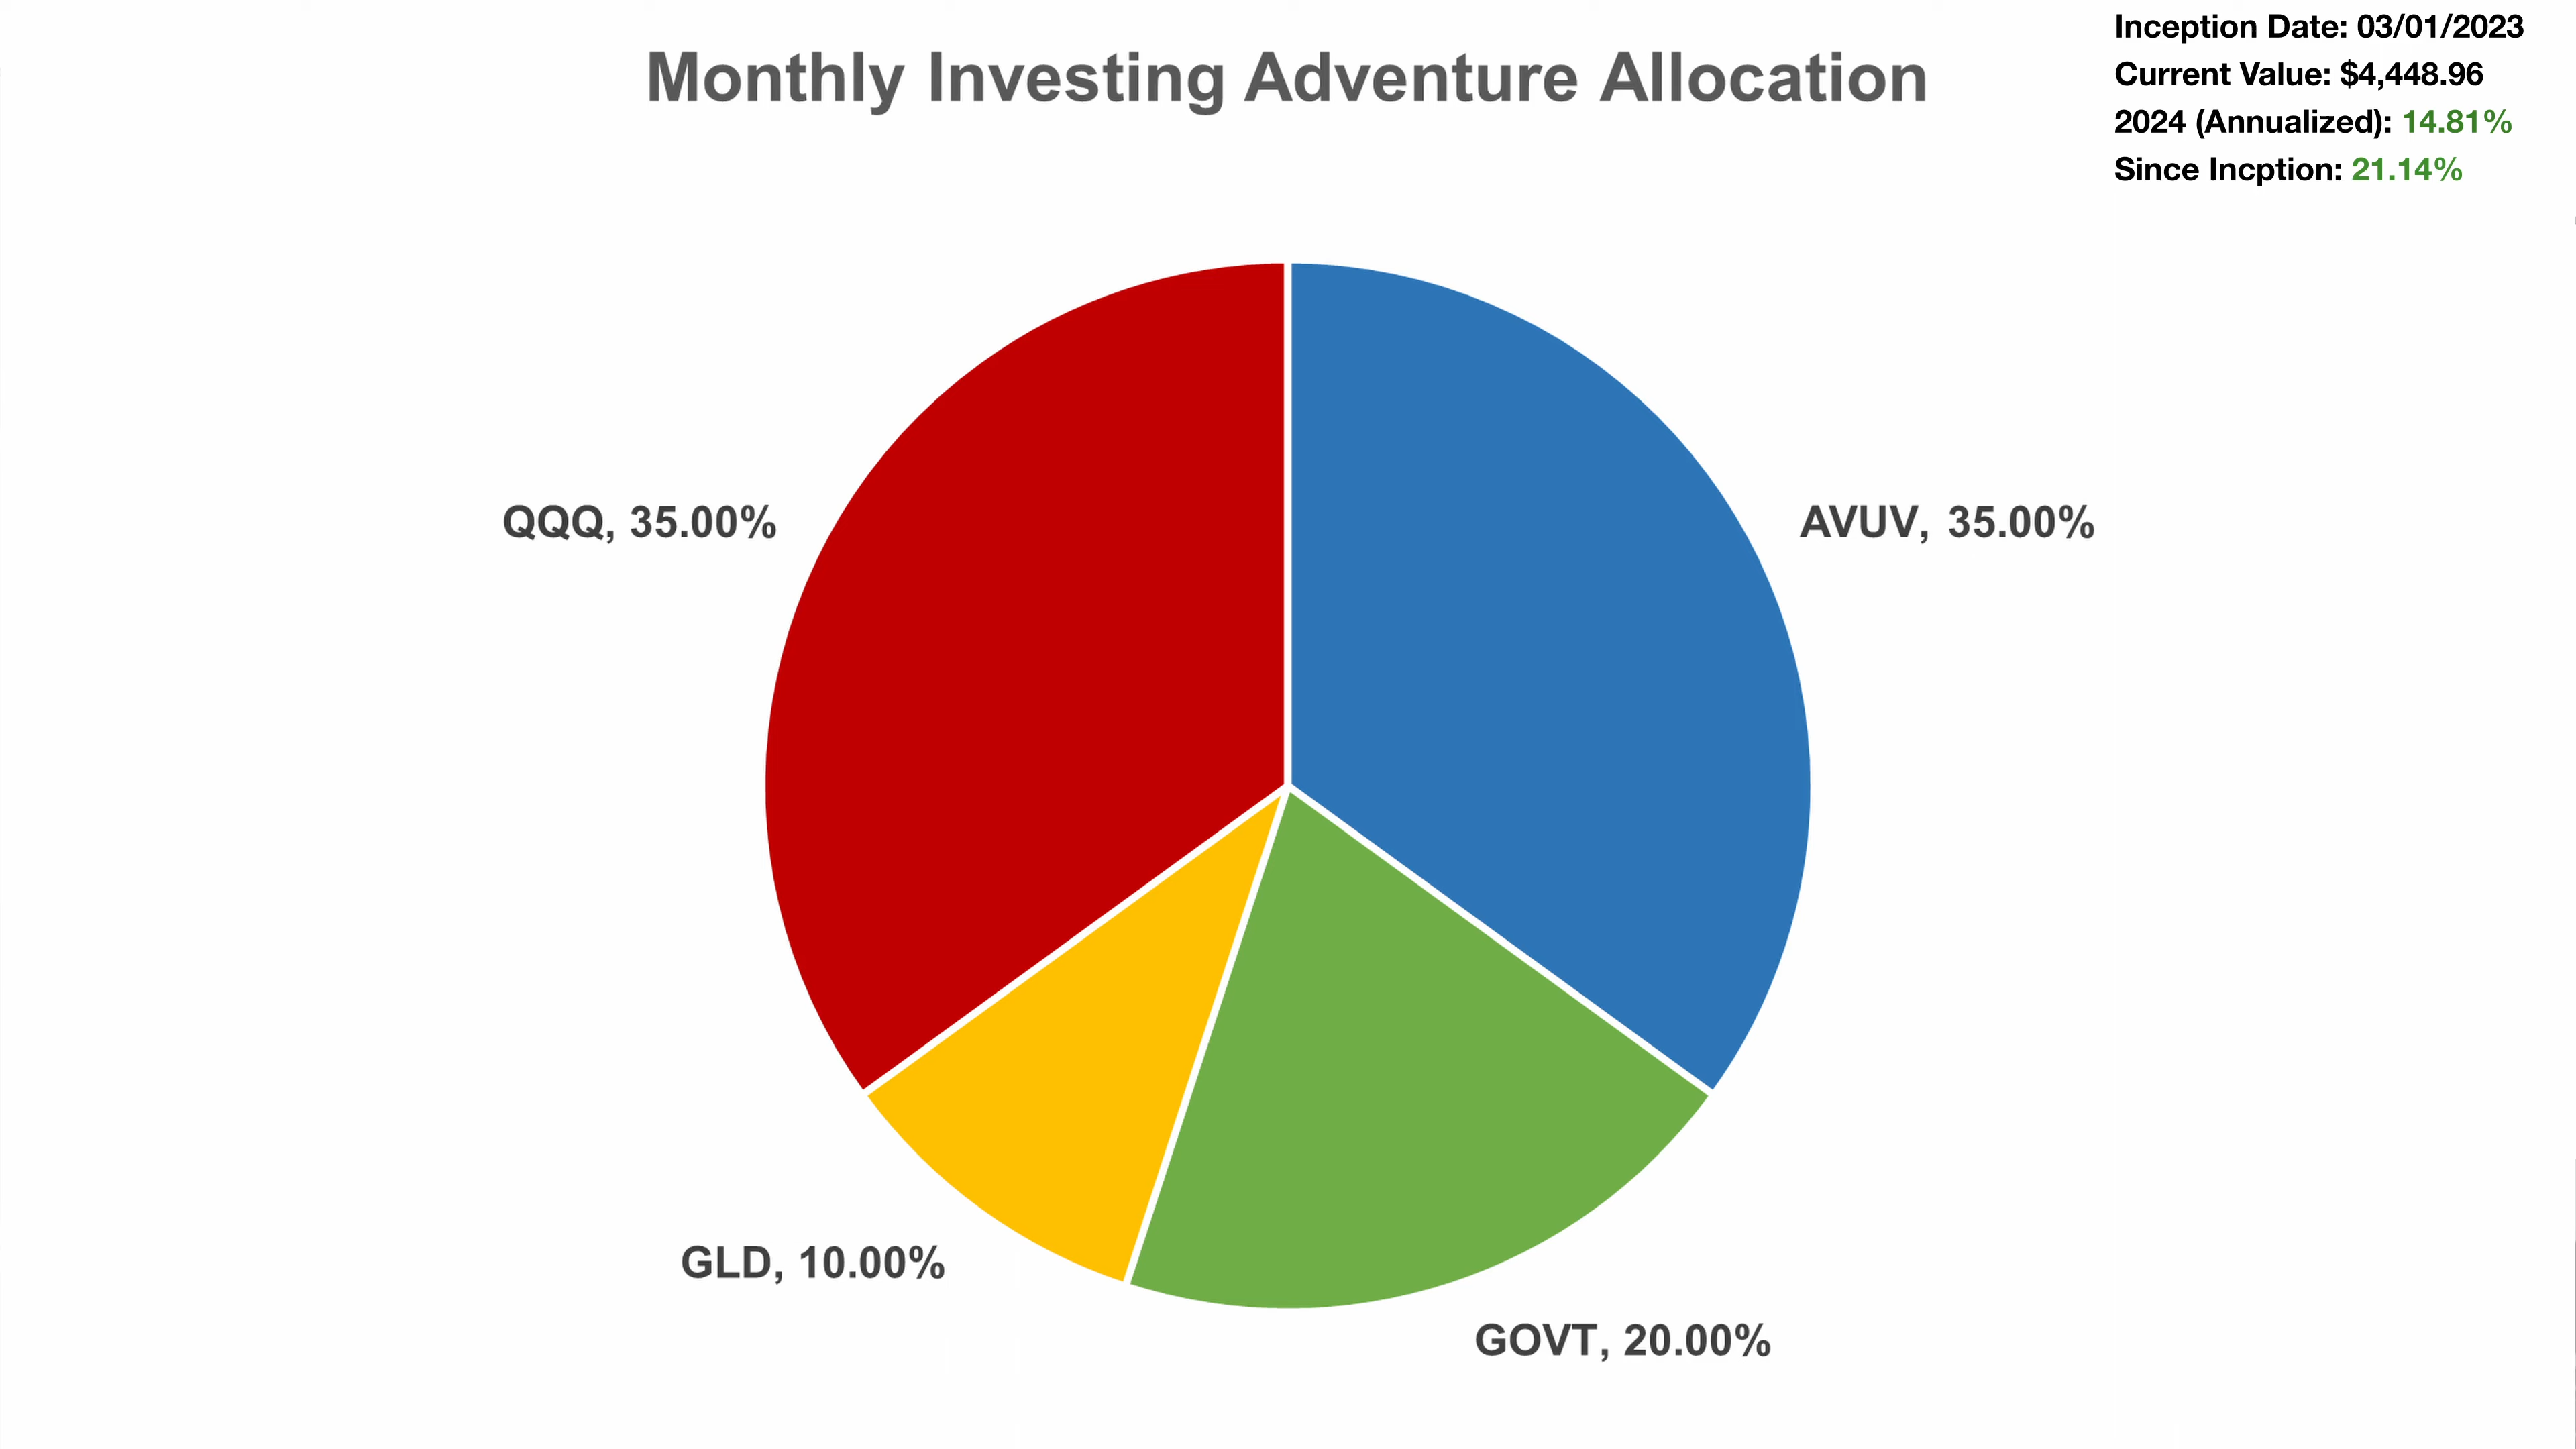 Inception Date: 03/01/2023
Current Value: $4,448.96
2024 (Annualized): 14.81%
Since Incption: 21.14%
Monthly Investing Adventure Allocation
QQQ, 35.00%
AVUV, 35.00%
GLD, 10.00%
GOVT, 20.00%